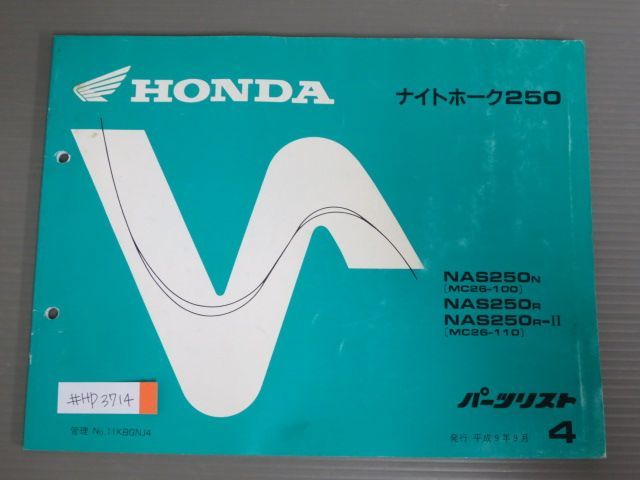 HONDA
ナイトホーク250
NAS250N
(MC26-100)
NAS250R
NAS250R-II
(MC26-110)
#HD3714
パーツリスト
管理 No.11KBGNJ4
発行 平成9年9月
4